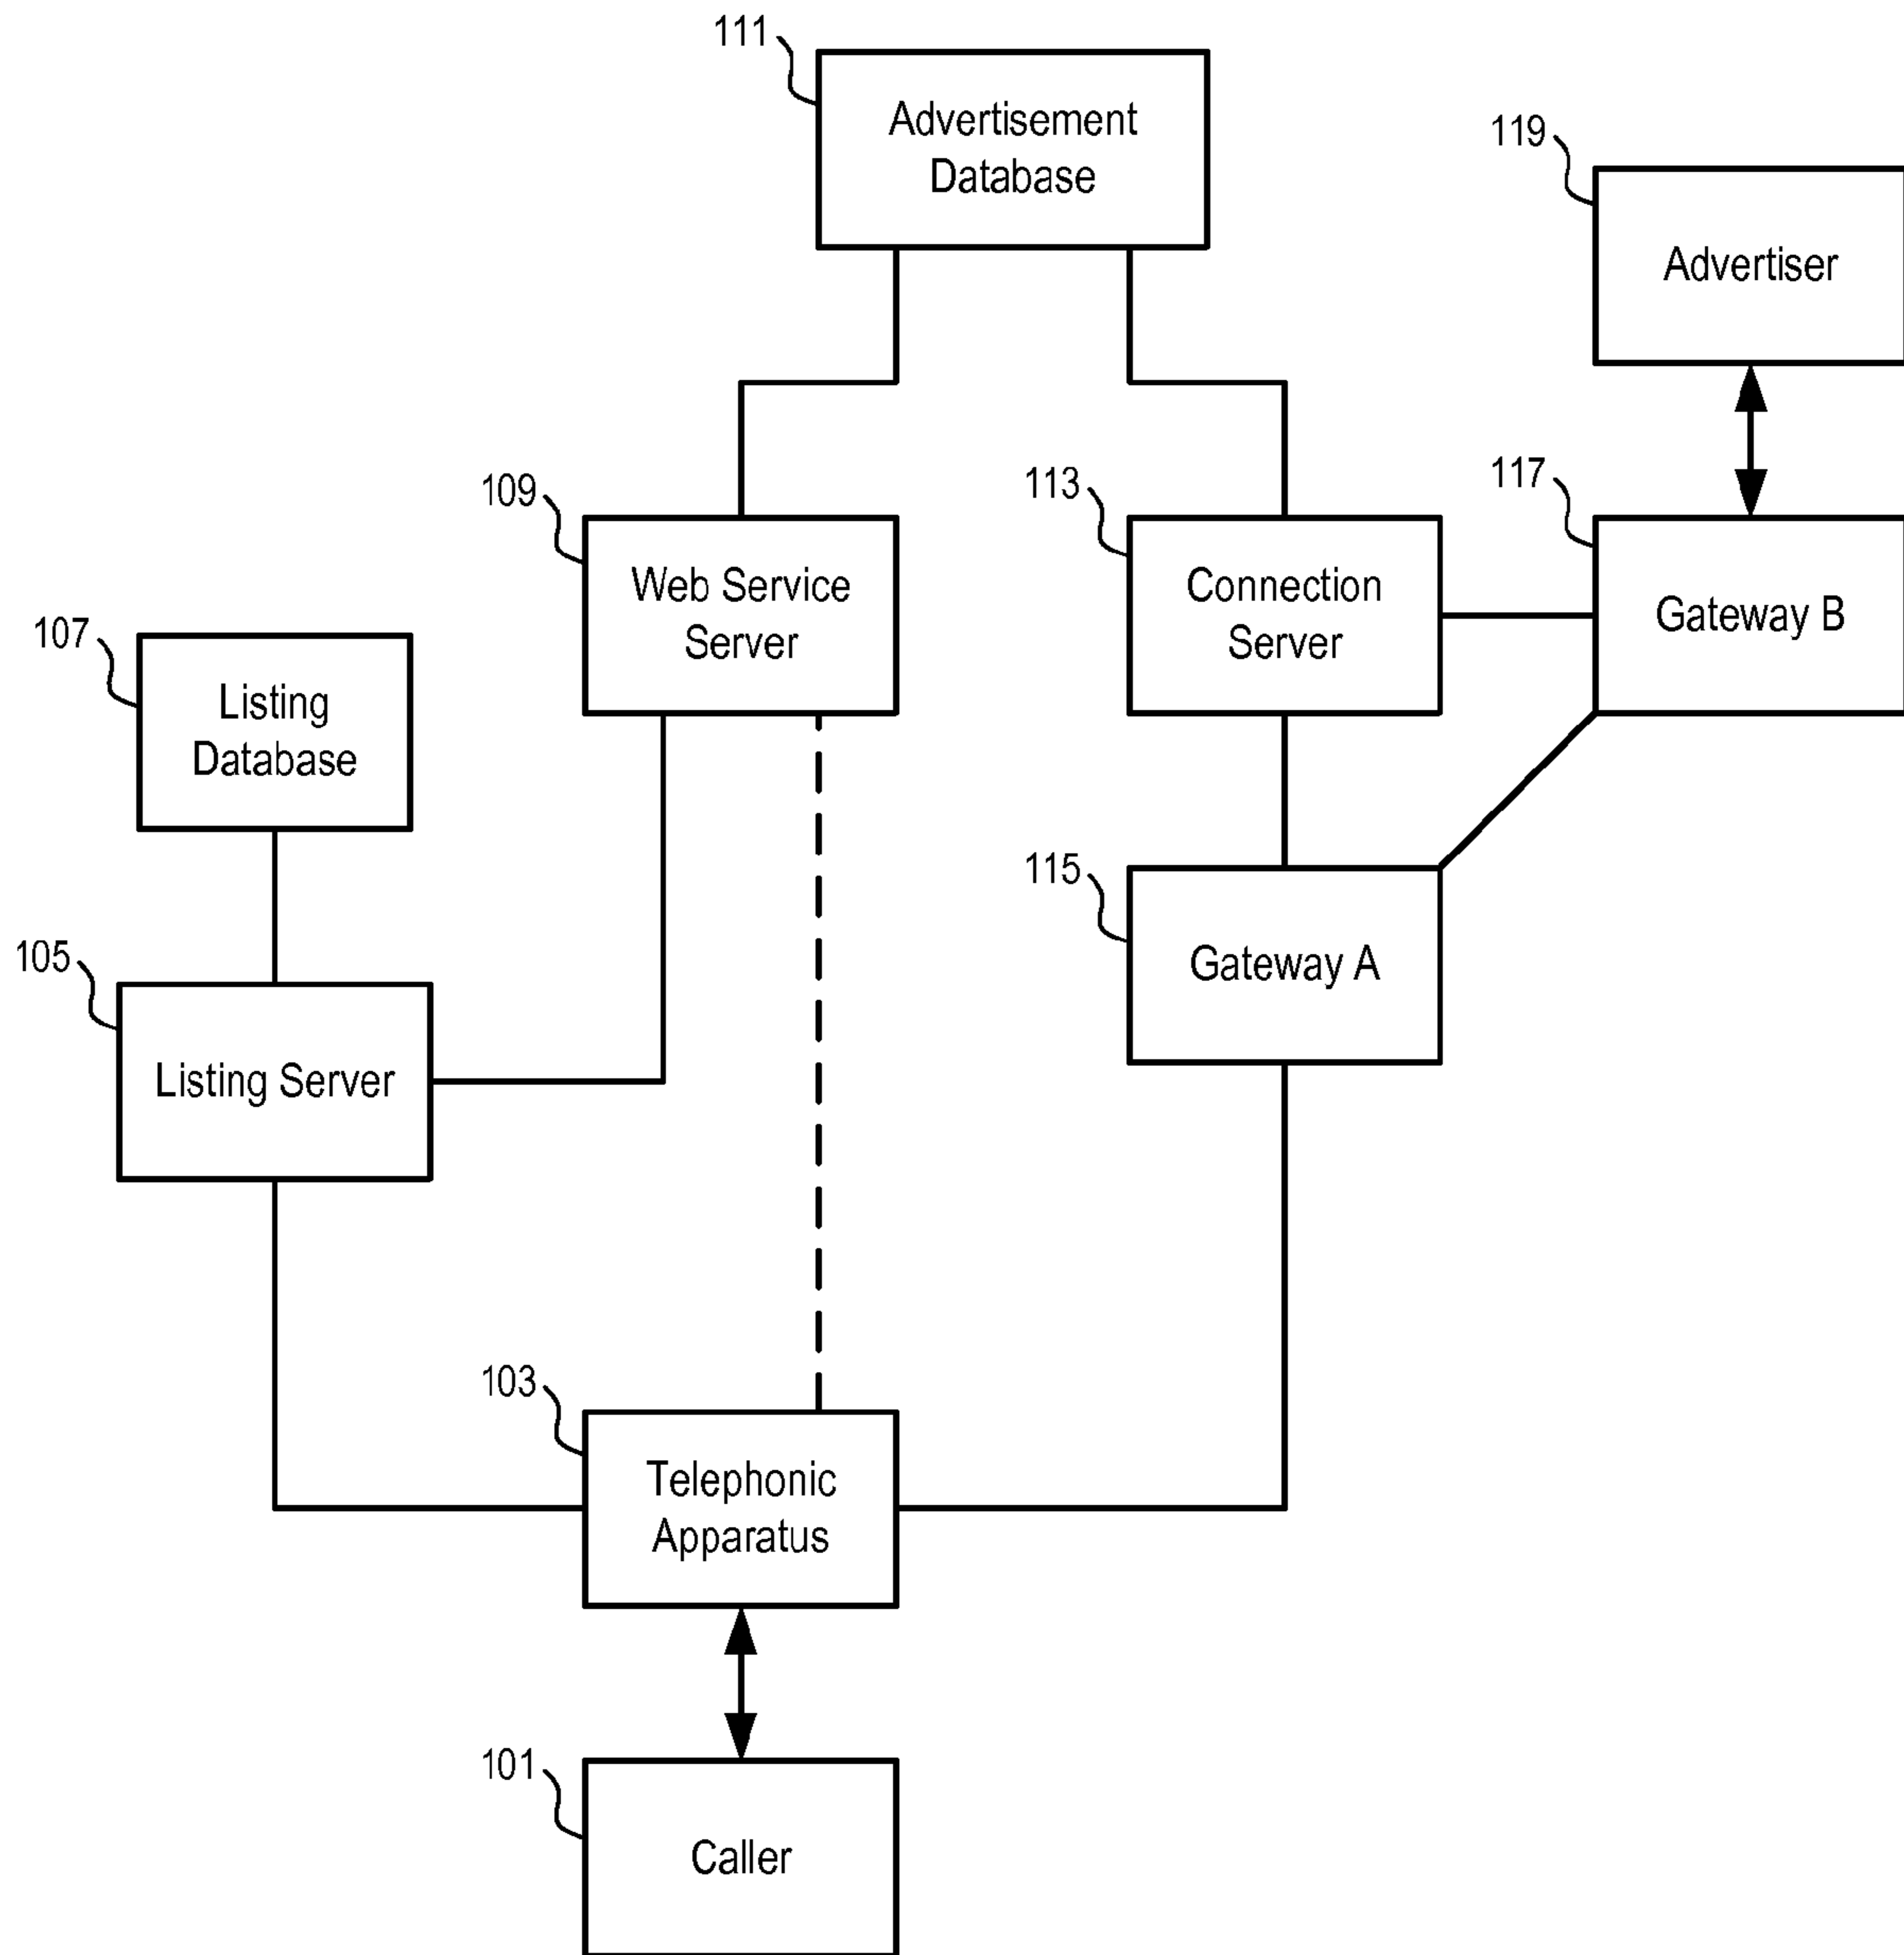 111
Advertisement
Database
119
Advertiser
109
Web Service
Server
113
Connection
Server
117
Gateway B
107
Listing
Database
115
Gateway A
105
Listing Server
103
Telephonic
Apparatus
101
Caller